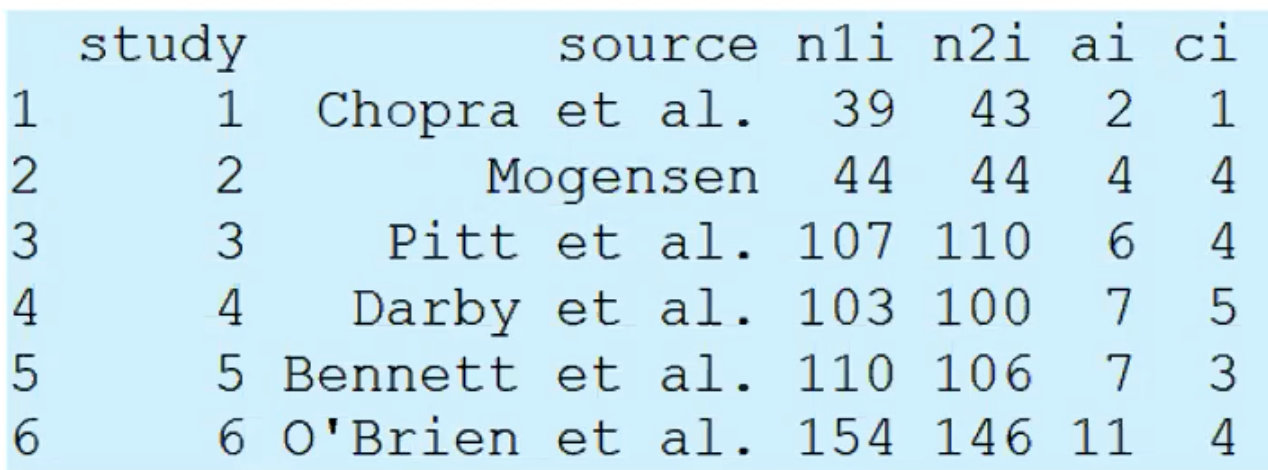 study source n1i n2i ai ci
1 1 Chopra et al. 39 43 2 1
2 2 Mogensen 44 44 4 4
3 3 Pitt et al. 107 110 6 4
4 4 Darby et al. 103 100 7 5
5 5 Bennett et al. 110 106 7 3
6 6 O'Brien et al. 154 146 11 4